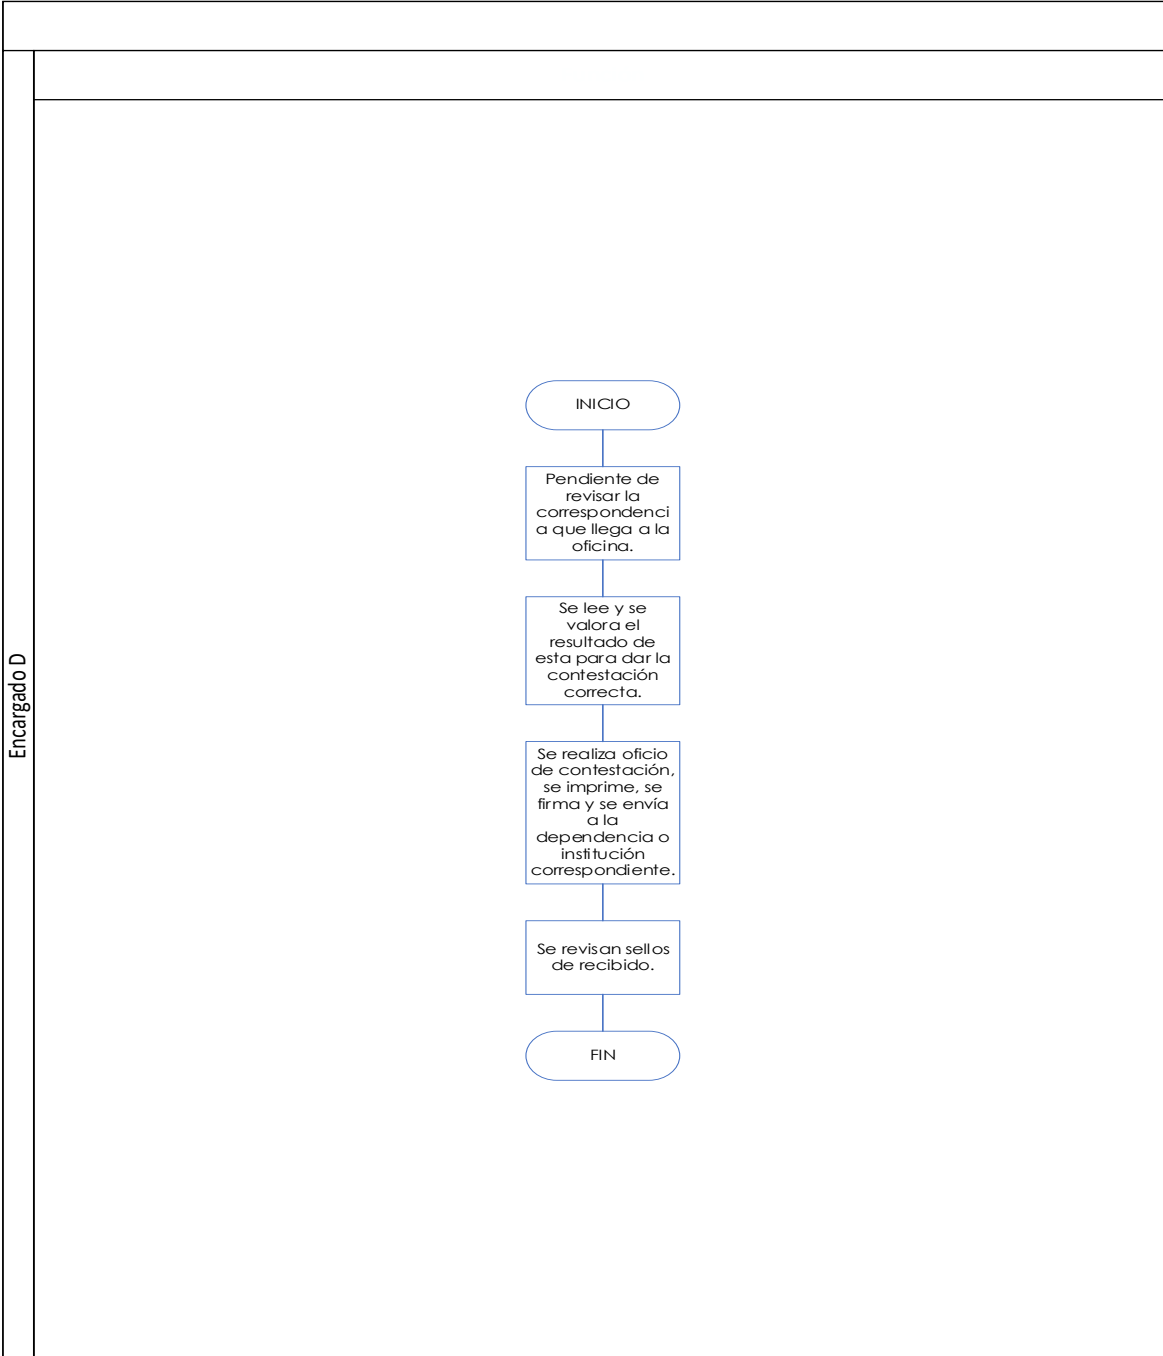 Encargado D
INICIO
Pendiente de
revisar la
correspondenci
a que llega a la
oficina.
Se lee y se
valora el
resultado de
esta para dar la
contestación
correcta.
Se realiza oficio
de contestación,
se imprime, se
firma y se envía
a la
dependencia o
institución
correspondiente.
Se revisan sellos
de recibido.
FIN